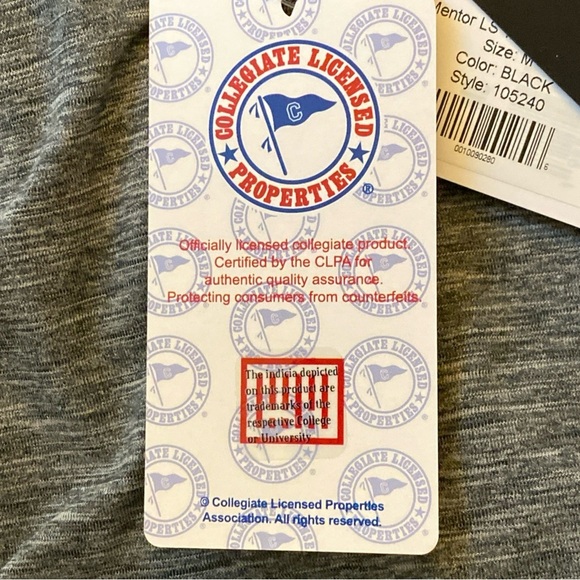 Mentor LS
Size: M
Color: BLACK
Style: 105240
0010090280
COLLEGIATE LICENSED
PROPERTIES
C
®
Officially licensed collegiate product.
Certified by the CLPA for
authentic quality assurance.
Protecting consumers from counterfeits.
The Indicia depicted
on this product are
trademarks of the
respective College
or University
© Collegiate Licensed Properties
Association. All rights reserved.